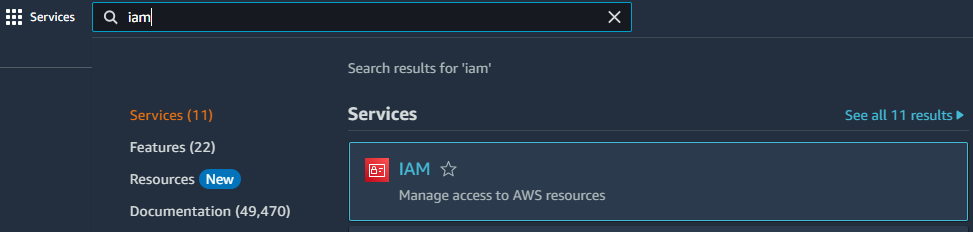 Services
iam
Search results for 'iam'
Services (11)
Features (22)
Resources New
Documentation (49,470)
Services
See all 11 results
IAM
Manage access to AWS resources